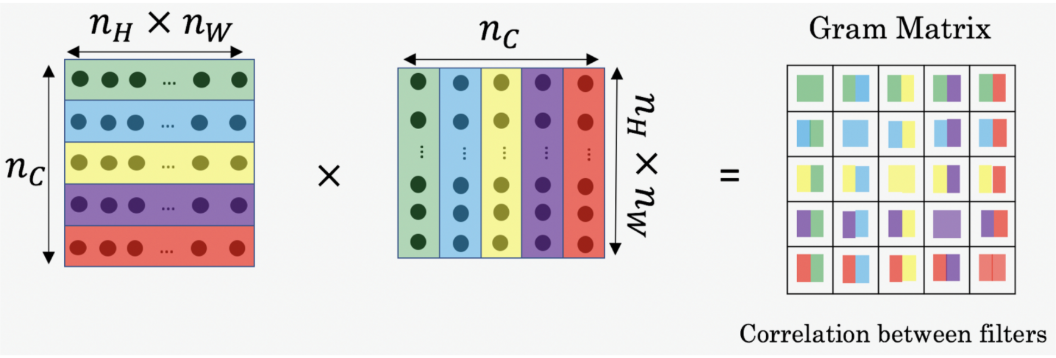 n_H × n_W
n_C
Gram Matrix
n_C
×
n_H × n_W
=
Correlation between filters